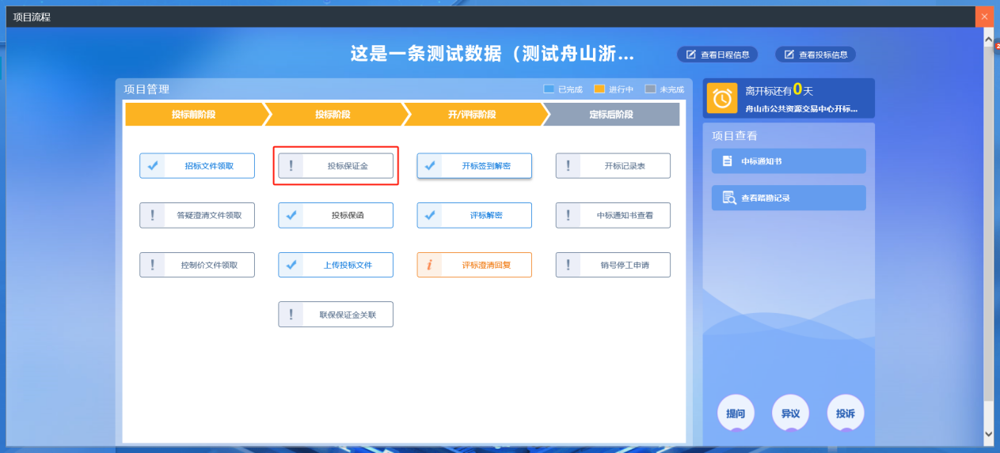 项目流程
这是一条测试数据（测试舟山浙...
查看日程信息
查看投标信息
项目管理
已完成
进行中
未完成
投标前阶段
投标阶段
开/评标阶段
定标后阶段
招标文件领取
投标保证金
开标签到解密
开标记录表
答疑澄清文件领取
投标保函
评标解密
中标通知书查看
控制价文件领取
上传投标文件
评标澄清回复
销号停工申请
联保保证金关联
离开标还有0天
舟山市公共资源交易中心开标...
项目查看
中标通知书
查看踏勘记录
提问
异议
投诉